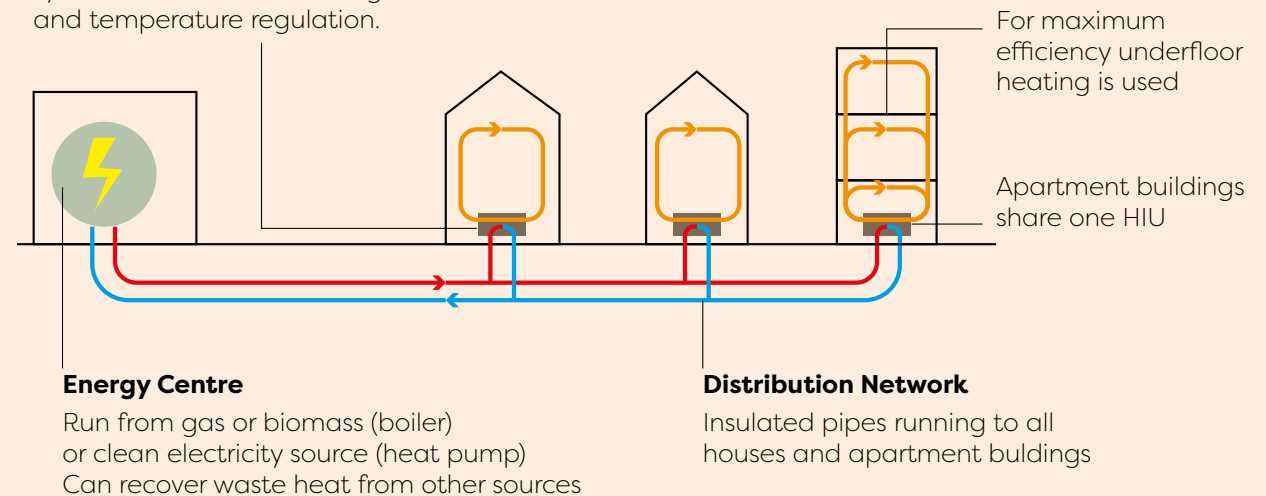 and temperature regulation.
For maximum
efficiency underfloor
heating is used
Apartment buildings
share one HIU
Energy Centre
Run from gas or biomass (boiler)
or clean electricity source (heat pump)
Can recover waste heat from other sources
Distribution Network
Insulated pipes running to all
houses and apartment buldings